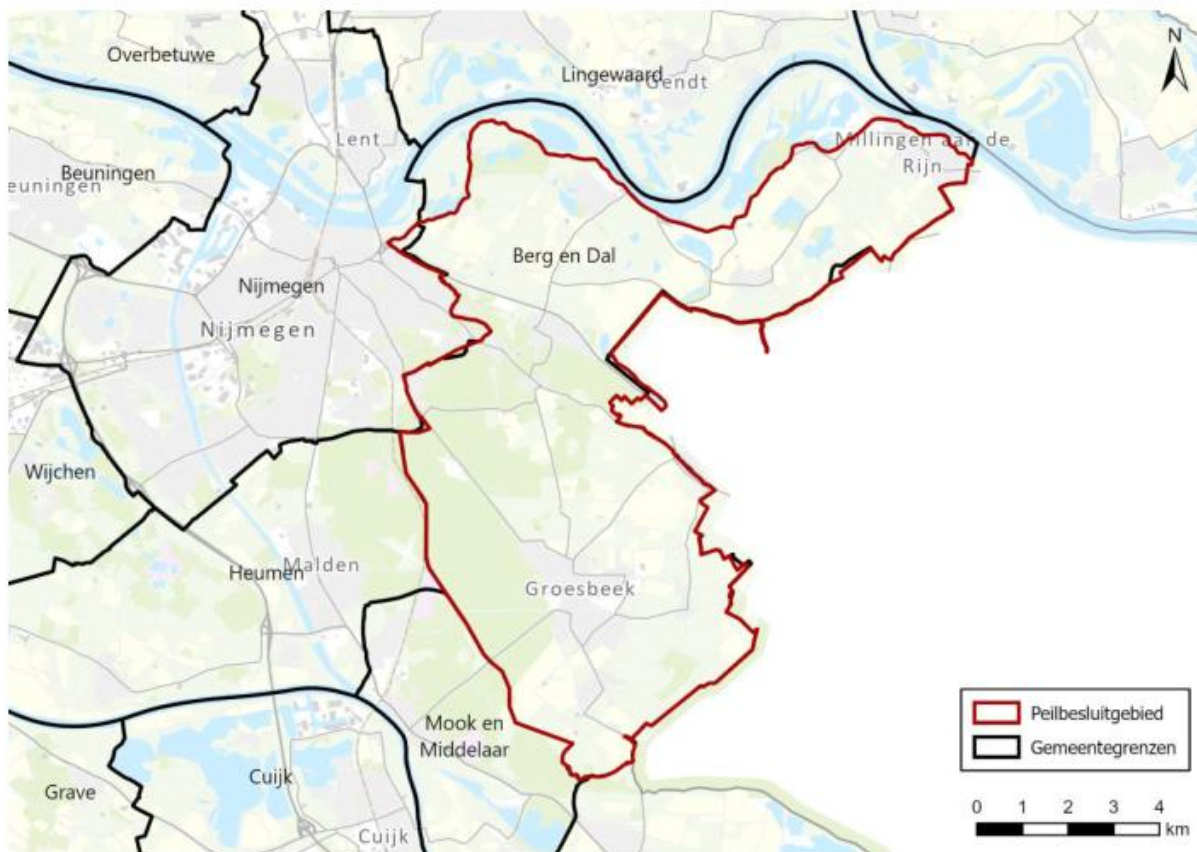 N
Overbetuwe
Lingewaard
Gendt
Lent
Millingen aan de
Rijn
Beuningen
euningen
Berg en Dal
Nijmegen
Nijmegen
Wijchen
Malden
Heumen
Groesbeek
Mook en
Middelaar
Cuijk
Grave
Cuijk
Peilbesluitgebied
Gemeentegrenzen
0 1 2 3 4
km